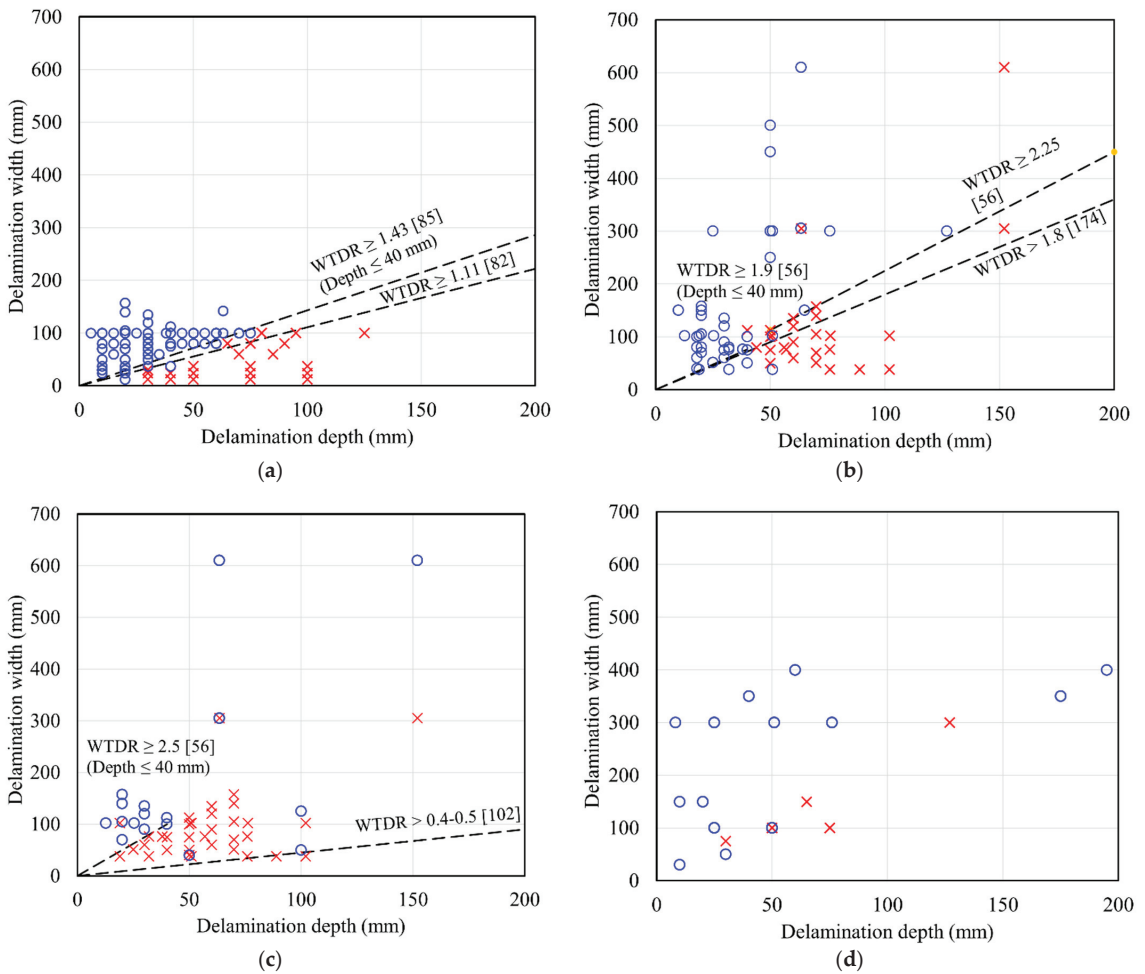 700
600
500
400
300
200
100
0
Delamination width (mm)
WTDR ≥ 1.43 [85]
(Depth ≤ 40 mm)
WTDR ≥ 1.11 [82]
0 50 100 150 200
Delamination depth (mm)
(a)
700
600
500
400
300
200
100
0
Delamination width (mm)
WTDR ≥ 2.25
[56]
WTDR > 1.8 [174]
WTDR ≥ 1.9 [56]
(Depth ≤ 40 mm)
0 50 100 150 200
Delamination depth (mm)
(b)
700
600
500
400
300
200
100
0
Delamination width (mm)
WTDR ≥ 2.5 [56]
(Depth ≤ 40 mm)
WTDR > 0.4-0.5 [102]
0 50 100 150 200
Delamination depth (mm)
(c)
700
600
500
400
300
200
100
0
Delamination width (mm)
0 50 100 150 200
Delamination depth (mm)
(d)